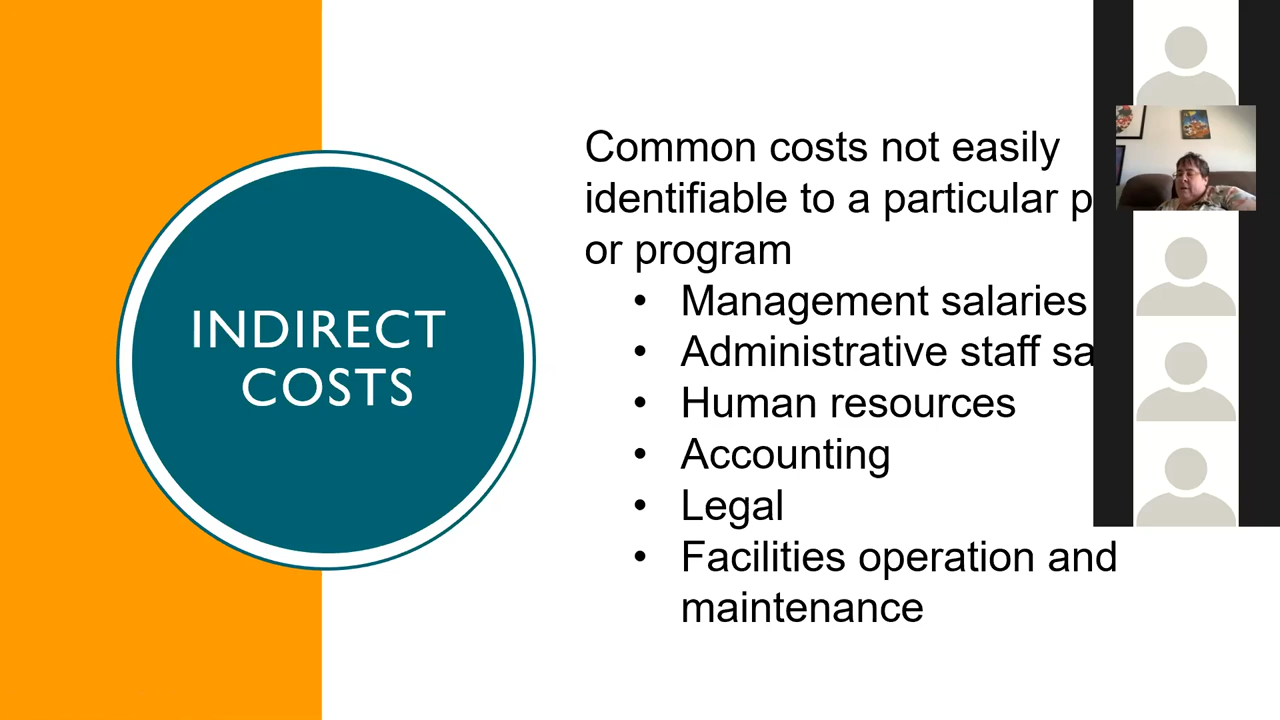 INDIRECT
COSTS
Common costs not easily
identifiable to a particular
or program
• Management salaries
• Administrative staff
• Human resources
• Accounting
• Legal
• Facilities operation and
maintenance